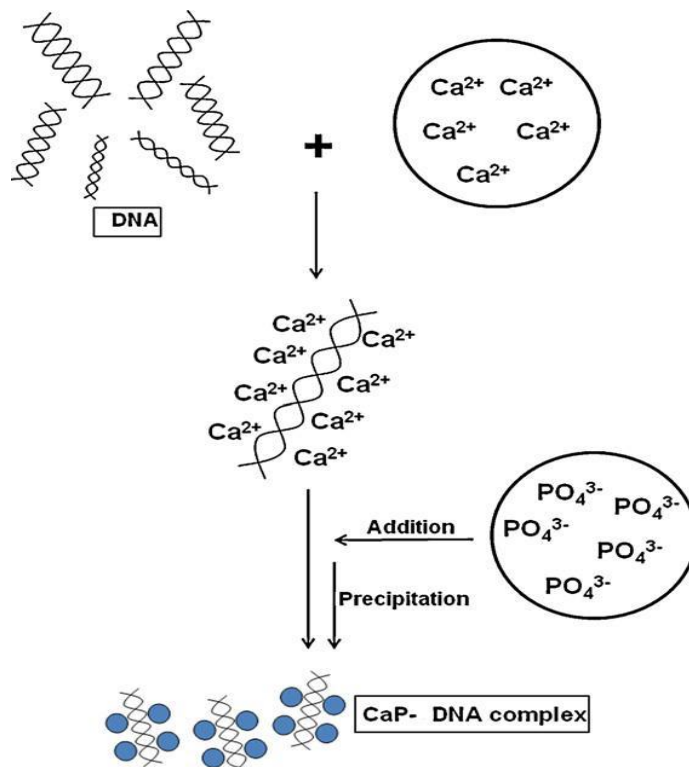 Ca²⁺ Ca²⁺
Ca²⁺ Ca²⁺
Ca²⁺
+
DNA
Ca²⁺
Ca²⁺
Ca²⁺
Ca²⁺
Ca²⁺
Ca²⁺
Ca²⁺
Ca²⁺
PO₄³⁻
PO₄³⁻
PO₄³⁻
PO₄³⁻
PO₄³⁻
Addition
Precipitation
CaP- DNA complex